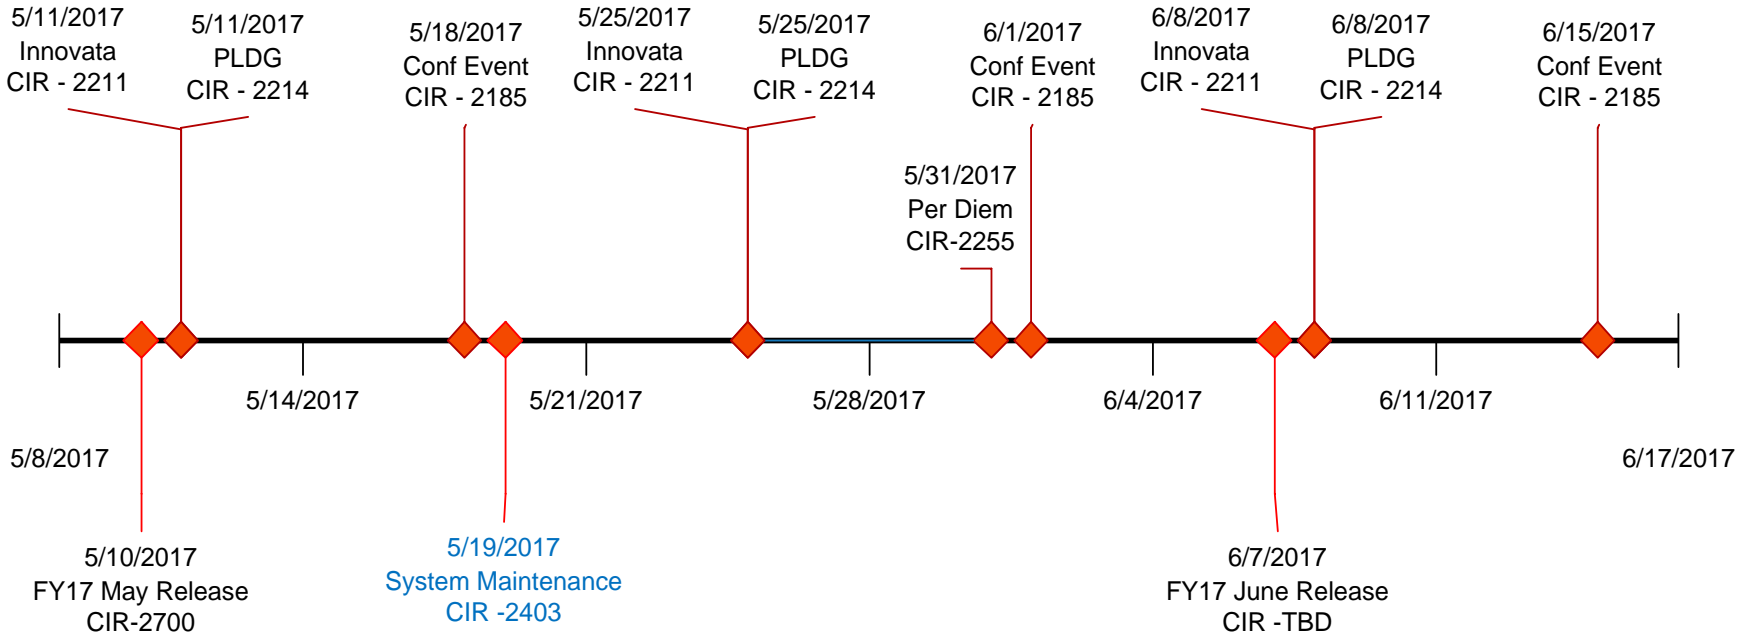 5/11/2017
Innovata
CIR - 2211
5/11/2017
PLDG
CIR - 2214
5/18/2017
Conf Event
CIR - 2185
5/25/2017
Innovata
CIR - 2211
5/25/2017
PLDG
CIR - 2214
6/1/2017
Conf Event
CIR - 2185
6/8/2017
Innovata
CIR - 2211
6/8/2017
PLDG
CIR - 2214
6/15/2017
Conf Event
CIR - 2185
5/31/2017
Per Diem
CIR-2255
5/14/2017
5/21/2017
5/28/2017
6/4/2017
6/11/2017
5/8/2017
6/17/2017
5/10/2017
FY17 May Release
CIR-2700
5/19/2017
System Maintenance
CIR -2403
6/7/2017
FY17 June Release
CIR -TBD